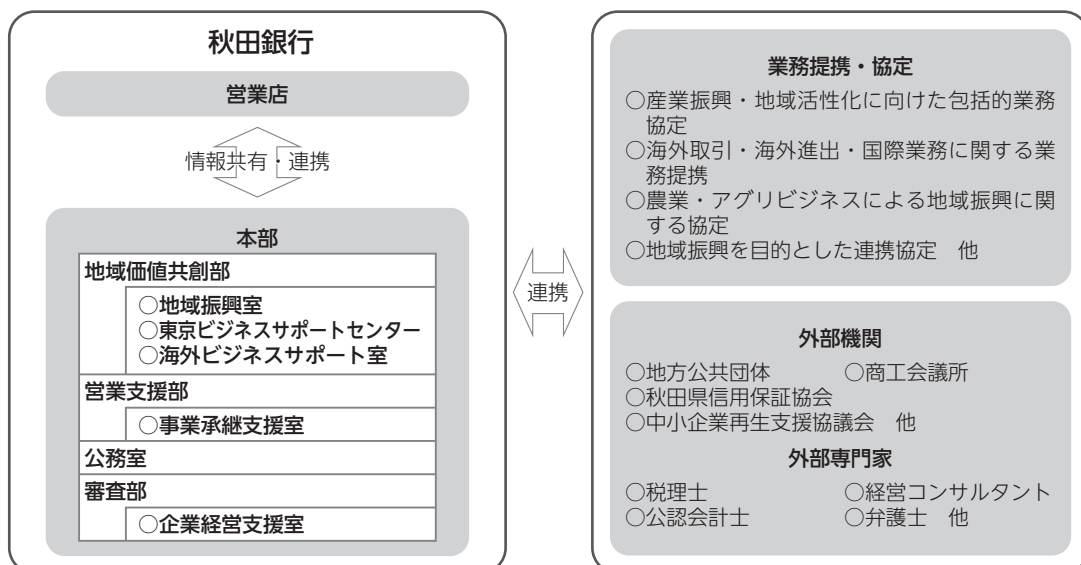 秋田銀行
営業店
情報共有・連携
本部
地域価値共創部
○地域振興室
○東京ビジネスサポートセンター
○海外ビジネスサポート室
営業支援部
○事業承継支援室
公務室
審査部
○企業経営支援室
連携
業務提携・協定
○産業振興・地域活性化に向けた包括的業務
協定
○海外取引・海外進出・国際業務に関する業
務提携
○農業・アグリビジネスによる地域振興に関
する協定
○地域振興を目的とした連携協定　他
外部機関
○地方公共団体　○商工会議所
○秋田県信用保証協会
○中小企業再生支援協議会　他
外部専門家
○税理士　○経営コンサルタント
○公認会計士　○弁護士　他